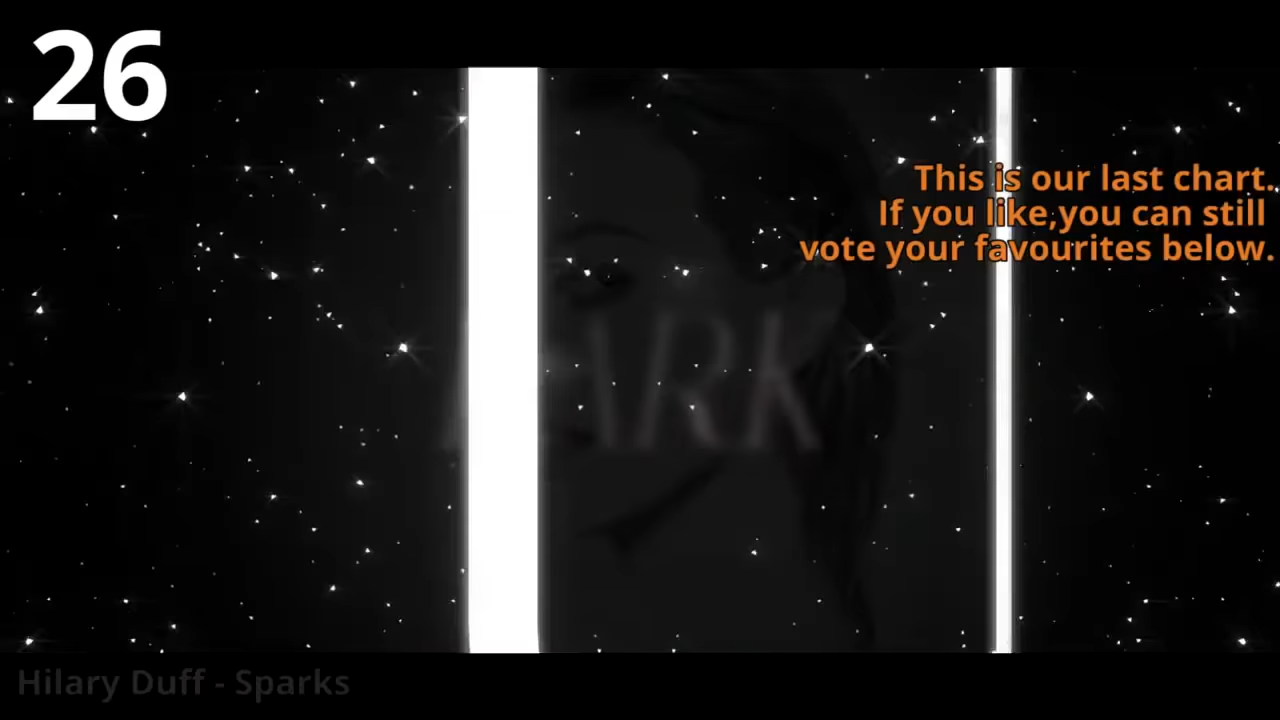 26
This is our last chart.
If you like,you can still
vote your favourites below.
ARK
Hilary Duff - Sparks